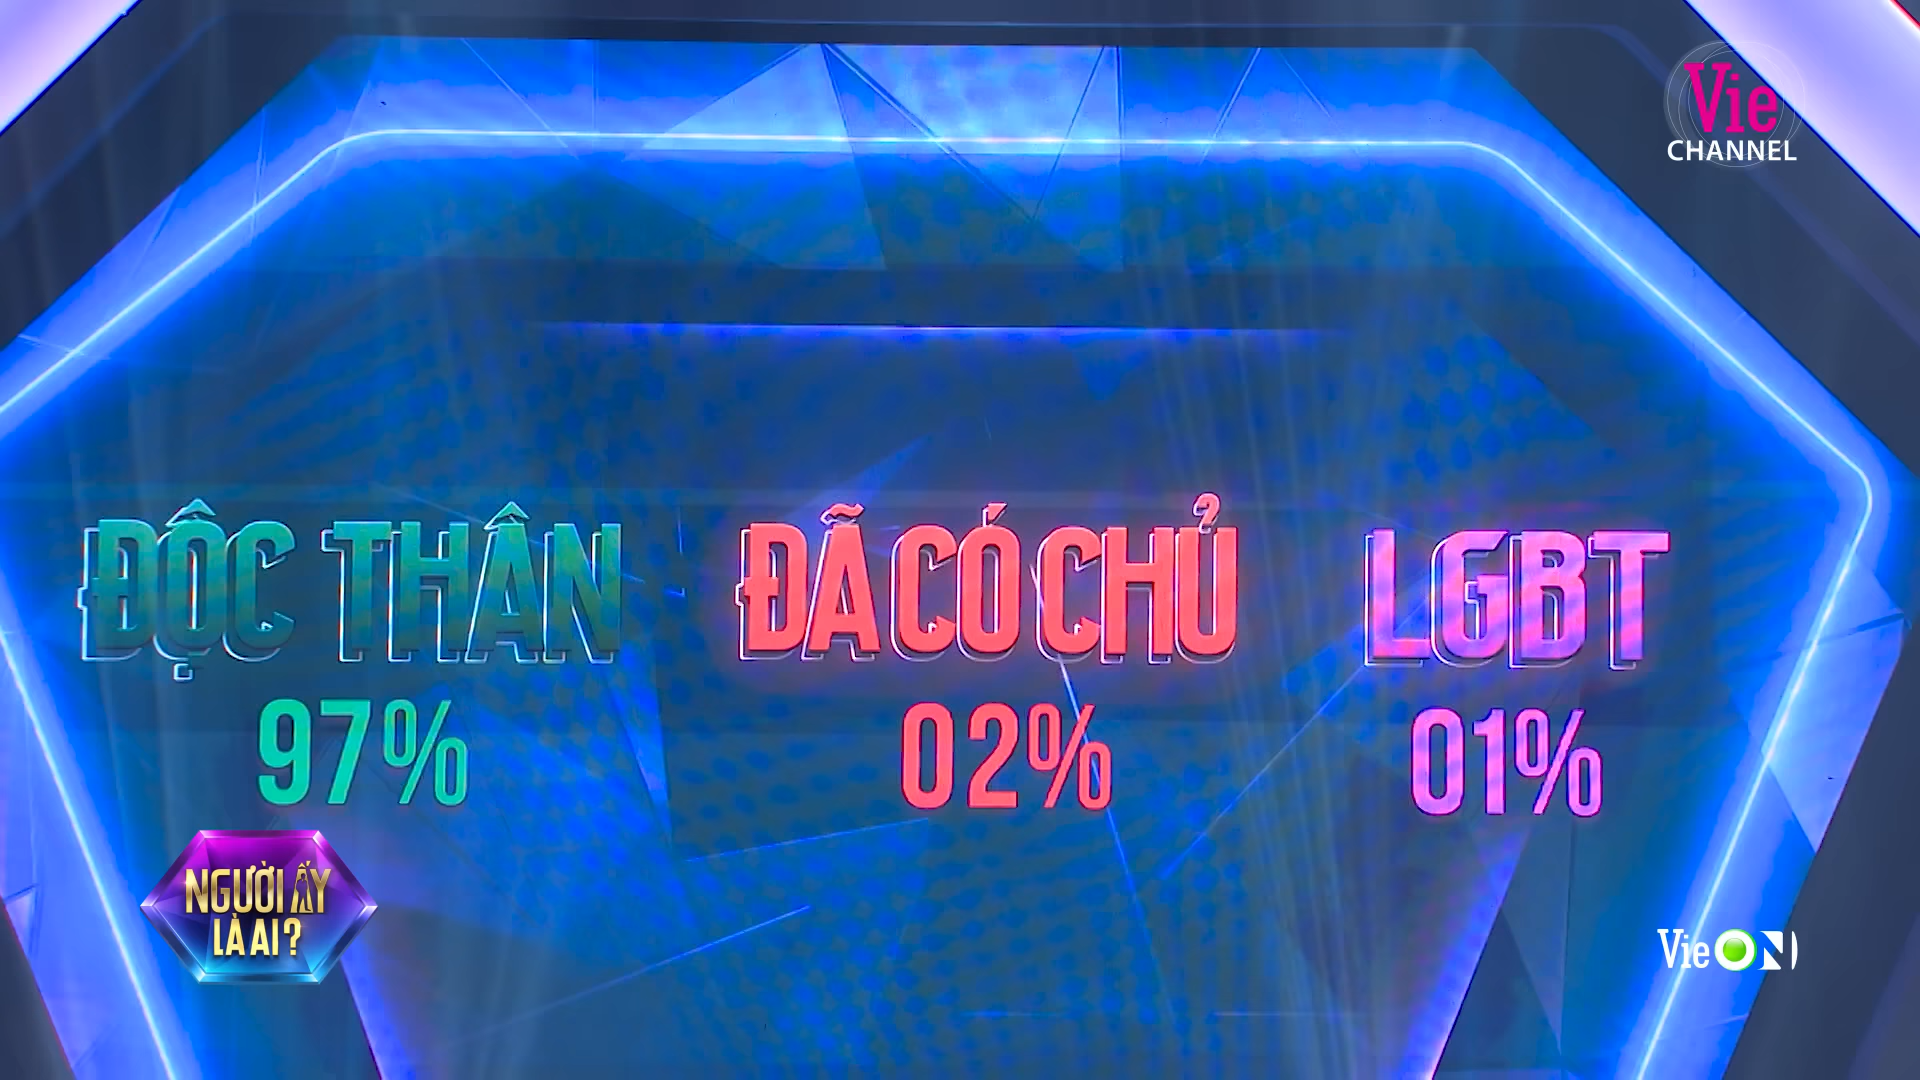 Vie
CHANNEL
ĐỘC THÂN
ĐÃ CÓ CHỦ
LGBT
97%
02%
01%
NGƯỜI ẤY
LÀ AI?
VieON